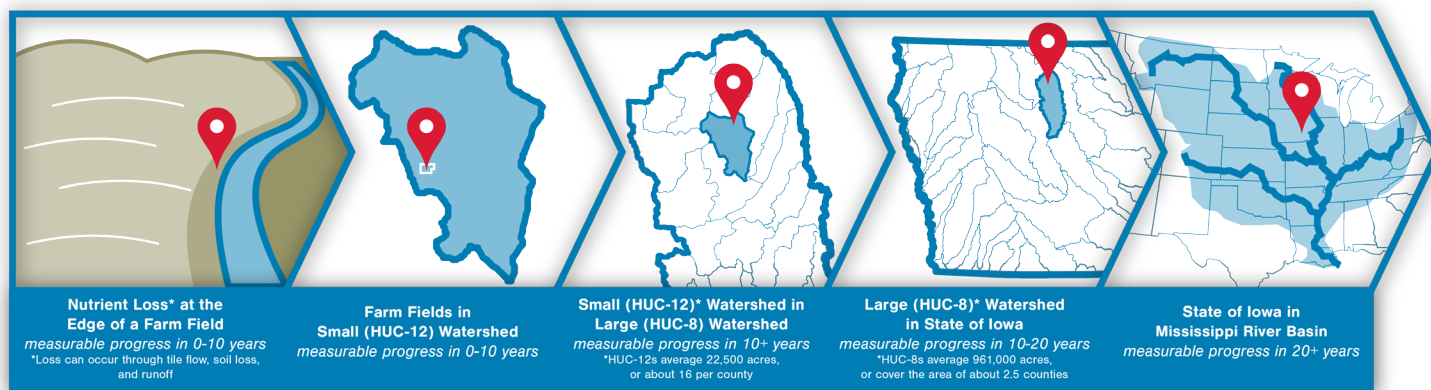 Nutrient Loss* at the
Edge of a Farm Field
measurable progress in 0-10 years
*Loss can occur through tile flow, soil loss,
and runoff
Farm Fields in
Small (HUC-12) Watershed
measurable progress in 0-10 years
Small (HUC-12)* Watershed in
Large (HUC-8) Watershed
measurable progress in 10+ years
*HUC-12s average 22,500 acres,
or about 16 per county
Large (HUC-8)* Watershed
in State of Iowa
measurable progress in 10-20 years
*HUC-8s average 961,000 acres,
or cover the area of about 2.5 counties
State of Iowa in
Mississippi River Basin
measurable progress in 20+ years